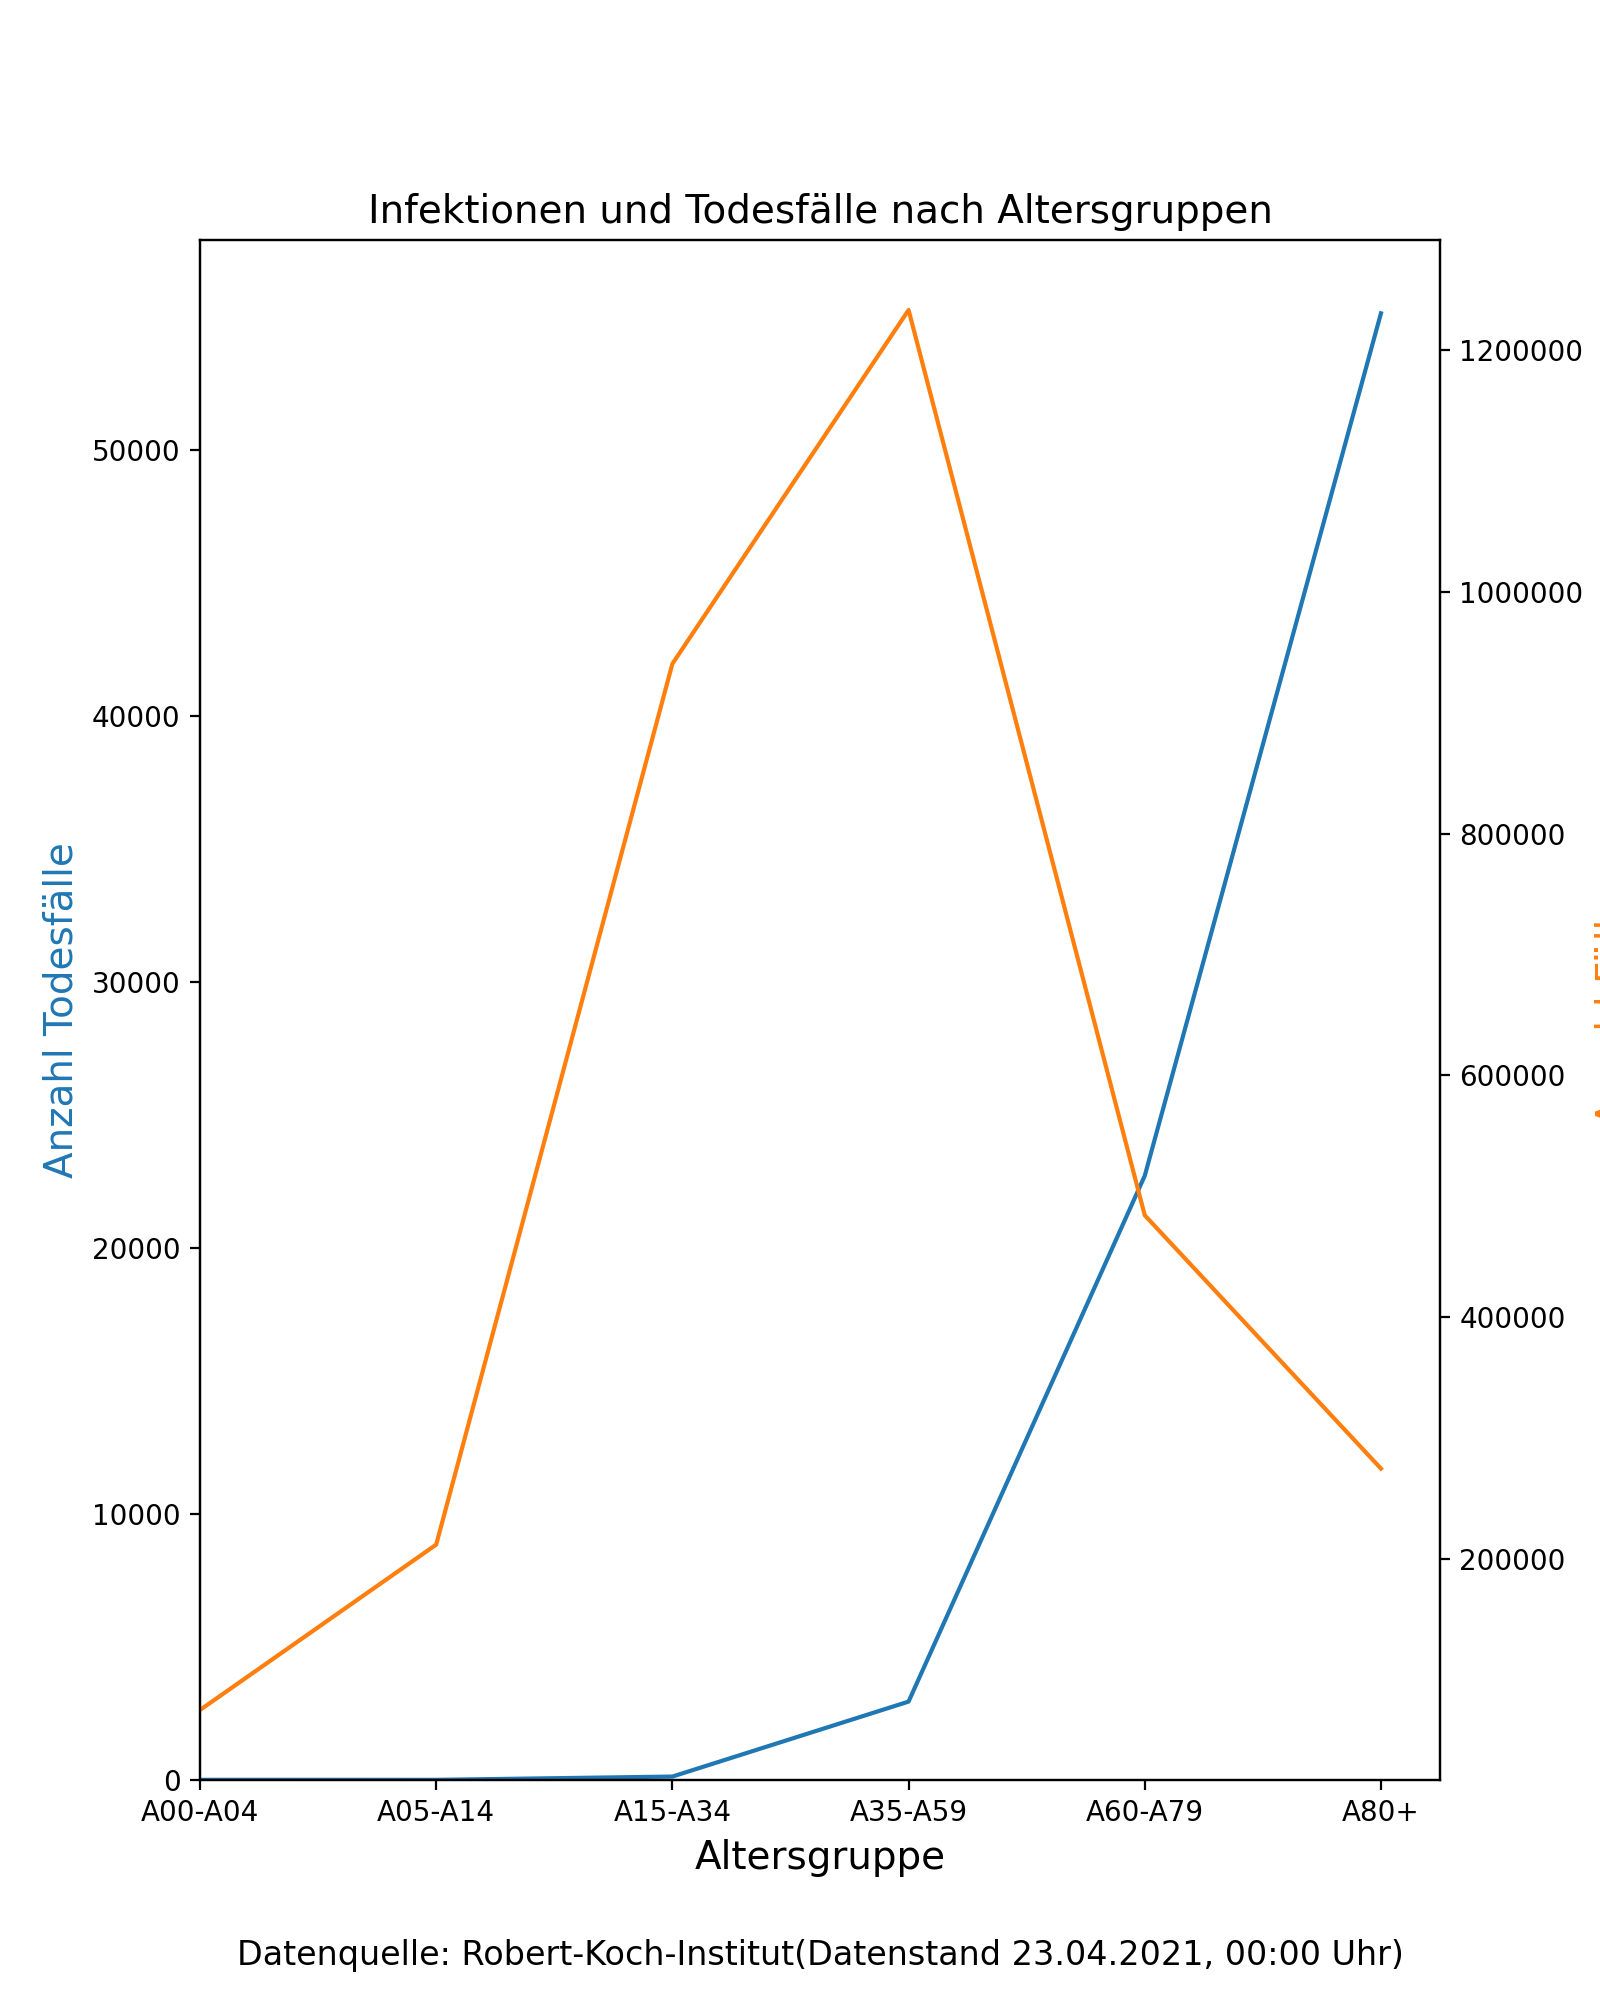 Infektionen und Todesfälle nach Altersgruppen
50000
40000
30000
20000
10000
0
Anzahl Todesfälle
1200000
1000000
800000
600000
400000
200000
A00-A04 A05-A14 A15-A34 A35-A59 A60-A79 A80+
Altersgruppe
Datenquelle: Robert-Koch-Institut(Datenstand 23.04.2021, 00:00 Uhr)